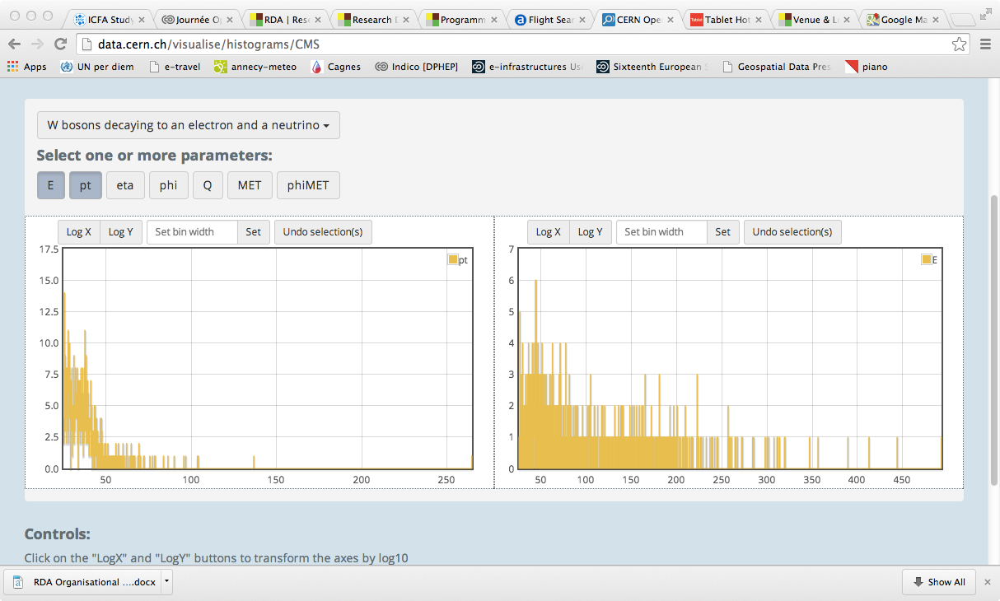 ICFA Study
Journée O
RDA | Rese
Research D
Programm
Flight Sear
CERN Ope
Tablet Hot
Venue & L
Google Ma
data.cern.ch/visualise/histograms/CMS
Apps
UN per diem
e-travel
annecy-meteo
Cagnes
Indico [DPHEP]
e-infrastructures Us
Sixteenth European
Geospatial Data Pres
piano
W bosons decaying to an electron and a neutrino
Select one or more parameters:
E pt eta phi Q MET phiMET
Log X Log Y Set bin width Set Undo selection(s)
17.5
15.0
12.5
10.0
7.5
5.0
2.5
0.0
pt
50 100 150 200 250
Log X Log Y Set bin width Set Undo selection(s)
7
6
5
4
3
2
1
0
E
50 100 150 200 250 300 350 400 450
Controls:
Click on the "LogX" and "LogY" buttons to transform the axes by log10
RDA Organisational ....docx
Show All